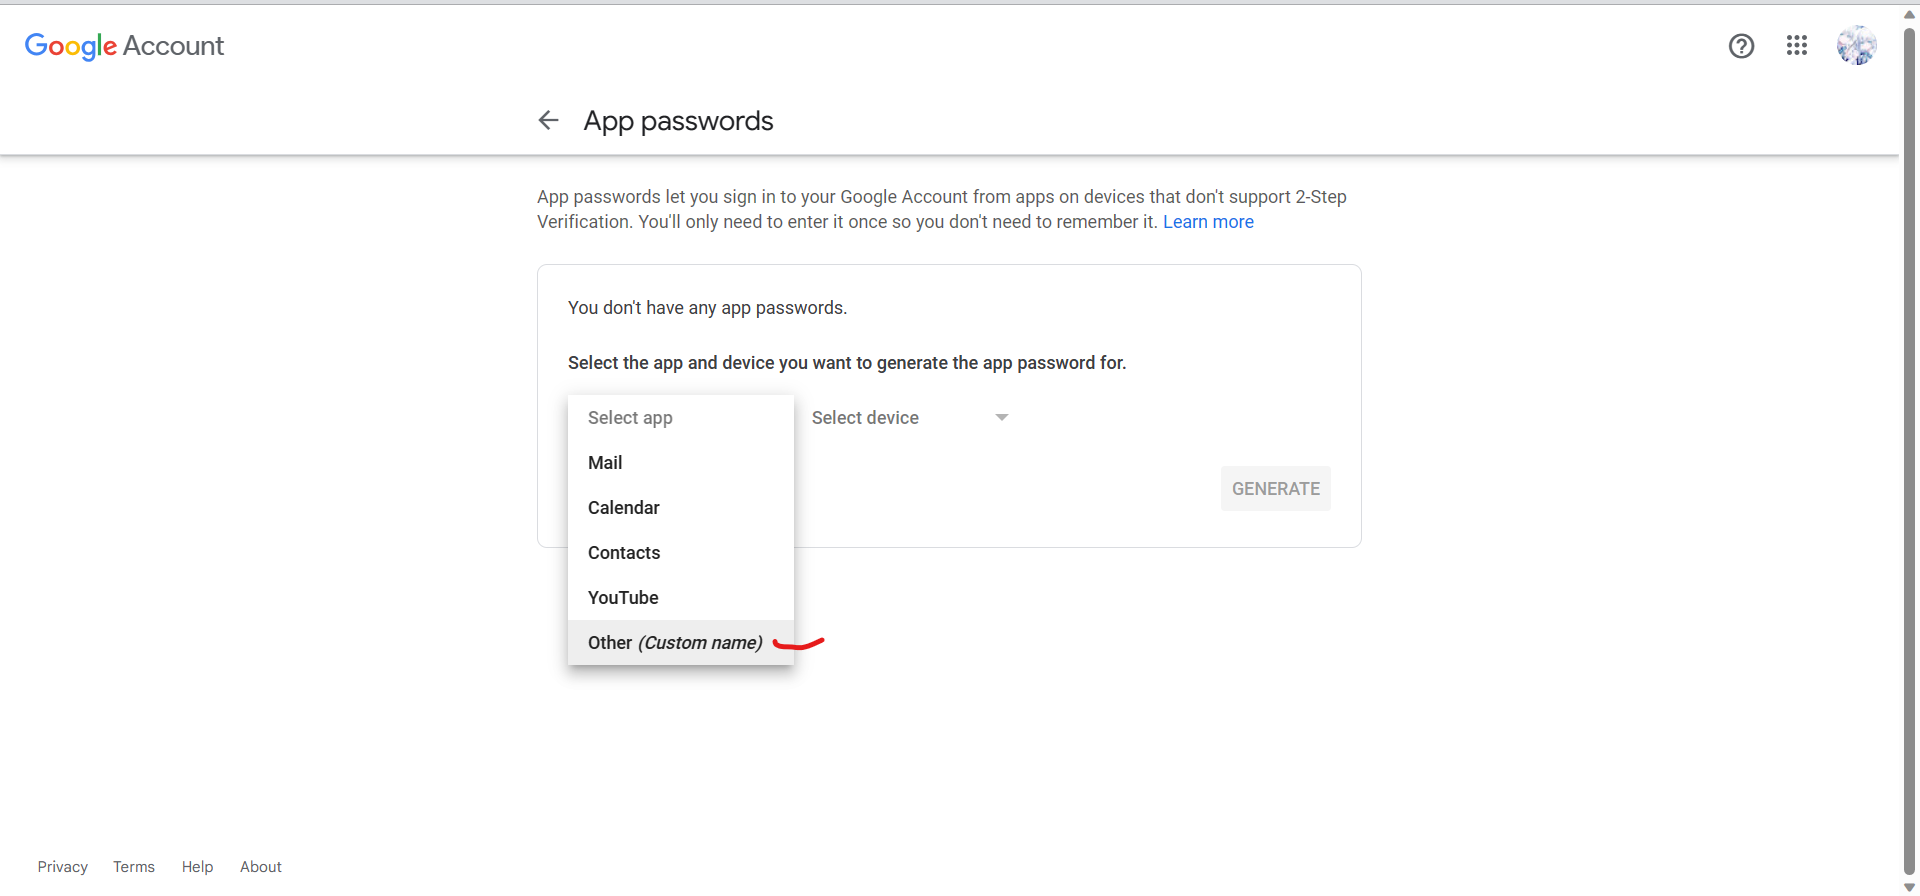 Google Account
App passwords
App passwords let you sign in to your Google Account from apps on devices that don't support 2-Step
Verification. You'll only need to enter it once so you don't need to remember it. Learn more
You don't have any app passwords.
Select the app and device you want to generate the app password for.
Select app
Select device
Mail
Calendar
Contacts
YouTube
Other (Custom name)
GENERATE
Privacy Terms Help About